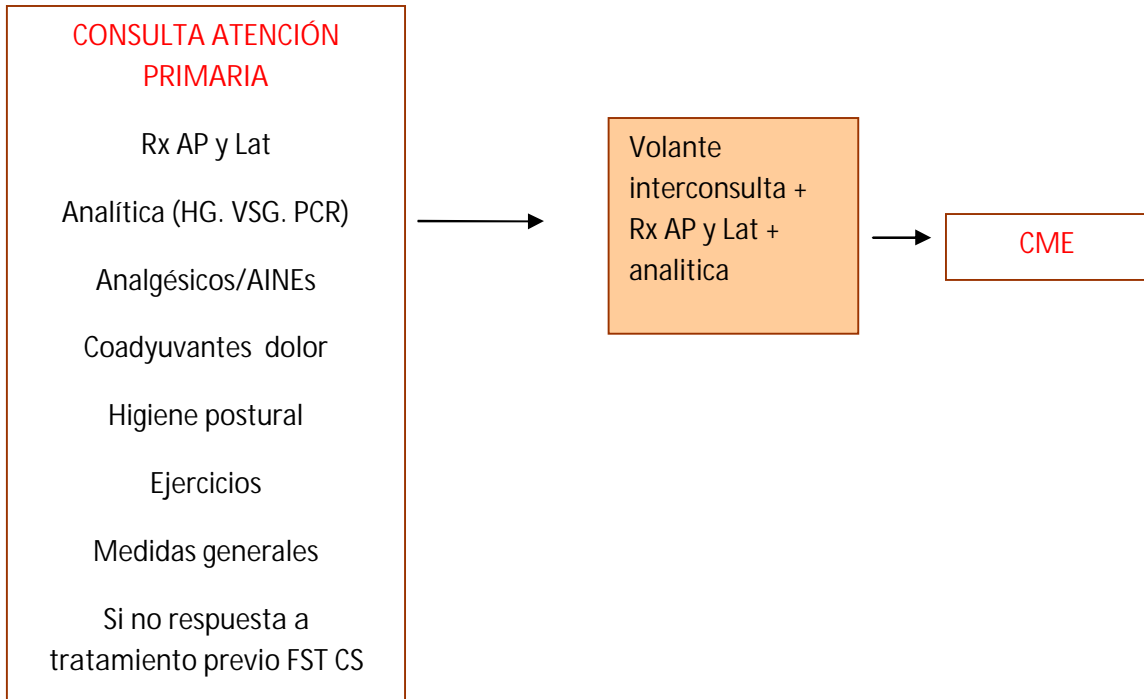 CONSULTA ATENCIÓN
PRIMARIA
Rx AP y Lat
Analítica (HG. VSG. PCR)
Analgésicos/AINEs
Coadyuvantes dolor
Higiene postural
Ejercicios
Medidas generales
Si no respuesta a
tratamiento previo FST CS
Volante
interconsulta +
Rx AP y Lat +
analitica
CME